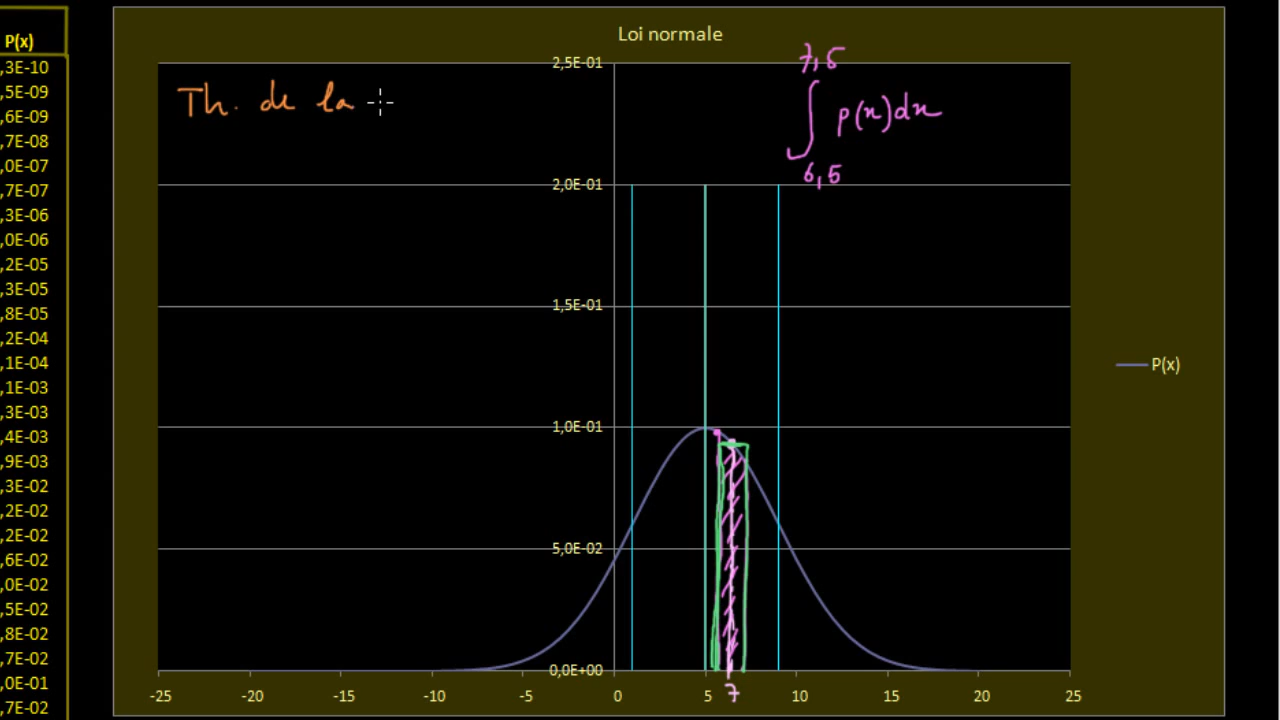 P(x)
,3E-10
,5E-09
,6E-09
,7E-08
,0E-07
,7E-07
,3E-06
,0E-06
,2E-05
,3E-05
,8E-05
,2E-04
,1E-04
,1E-03
,3E-03
,4E-03
,9E-03
,3E-02
,2E-02
,2E-02
,6E-02
,0E-02
,5E-02
,8E-02
,7E-02
,0E-01
,7E-02
Loi normale
Th. de la
7,5
∫ p(x)dx
6,5
2,5E-01
2,0E-01
1,5E-01
1,0E-01
5,0E-02
0,0E+00
-25 -20 -15 -10 -5 0 5 10 15 20 25
7
P(x)